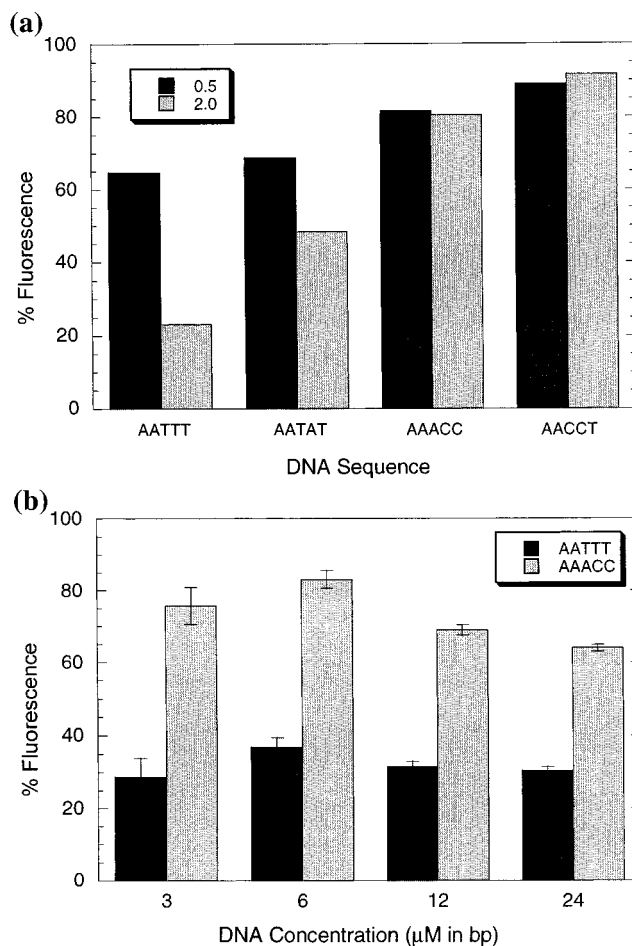 (a)
100
80
60
40
20
0
% Fluorescence
0.5
2.0
AATTT AATAT AAACC AACCT
DNA Sequence
(b)
100
80
60
40
20
0
% Fluorescence
AATTT
AAACC
3 6 12 24
DNA Concentration (μM in bp)